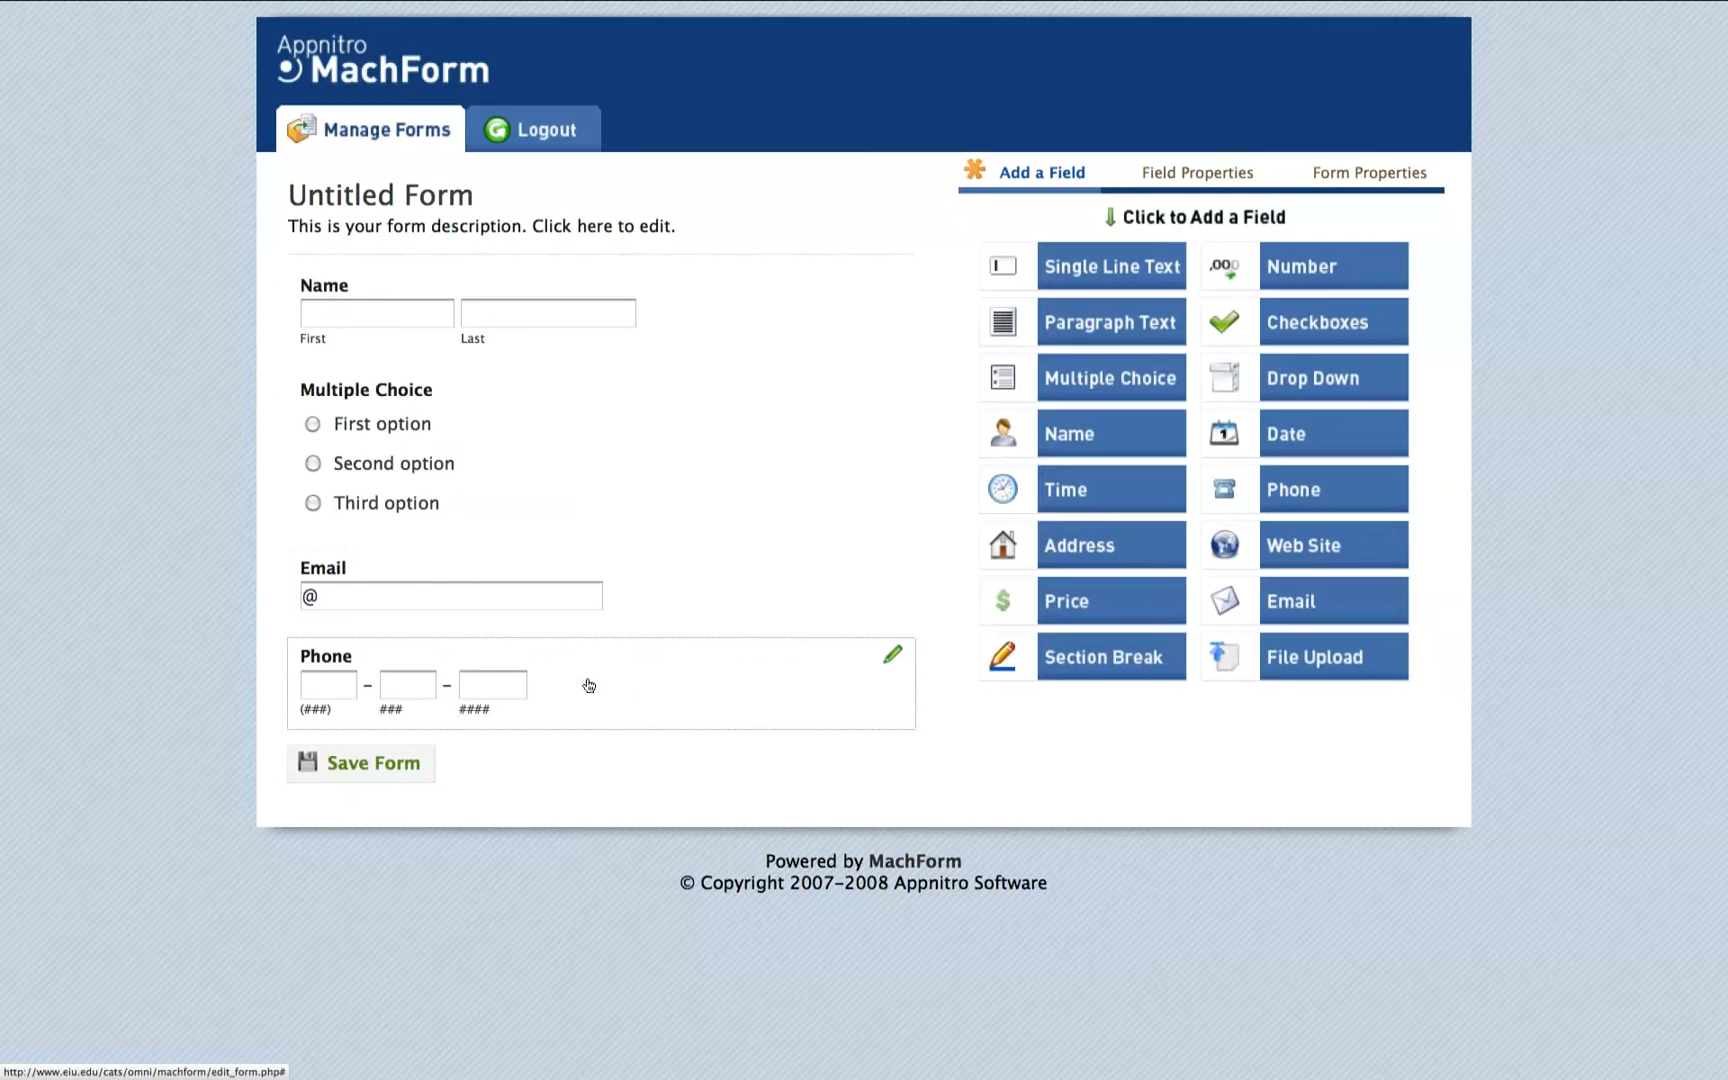 Appnitro
MachForm
Manage Forms
Logout
Untitled Form
This is your form description. Click here to edit.
Name
First Last
Multiple Choice
First option
Second option
Third option
Email
@
Phone
- -
(###) ### ####
Save Form
Add a Field Field Properties Form Properties
Click to Add a Field
Single Line Text .000 Number
Paragraph Text Checkboxes
Multiple Choice Drop Down
Name 1 Date
Time Phone
Address Web Site
$ Price Email
Section Break File Upload
Powered by MachForm
© Copyright 2007-2008 Appnitro Software
http://www.eiu.edu/cats/omni/machform/edit_form.php#